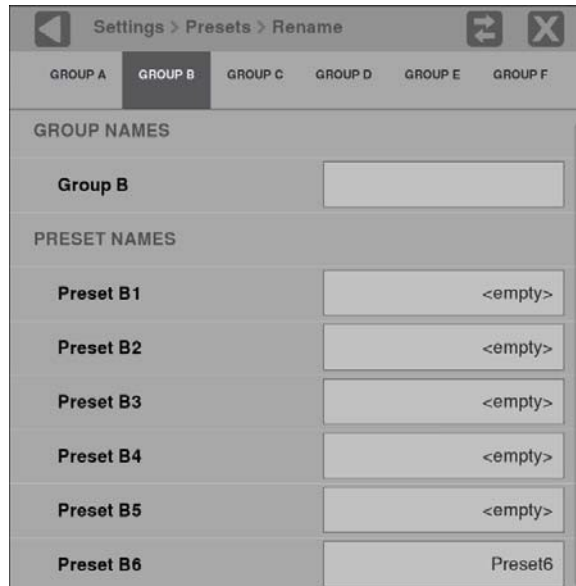 Settings > Presets > Rename
GROUP A GROUP B GROUP C GROUP D GROUP E GROUP F
GROUP NAMES
Group B
PRESET NAMES
Preset B1 <empty>
Preset B2 <empty>
Preset B3 <empty>
Preset B4 <empty>
Preset B5 <empty>
Preset B6 Preset6